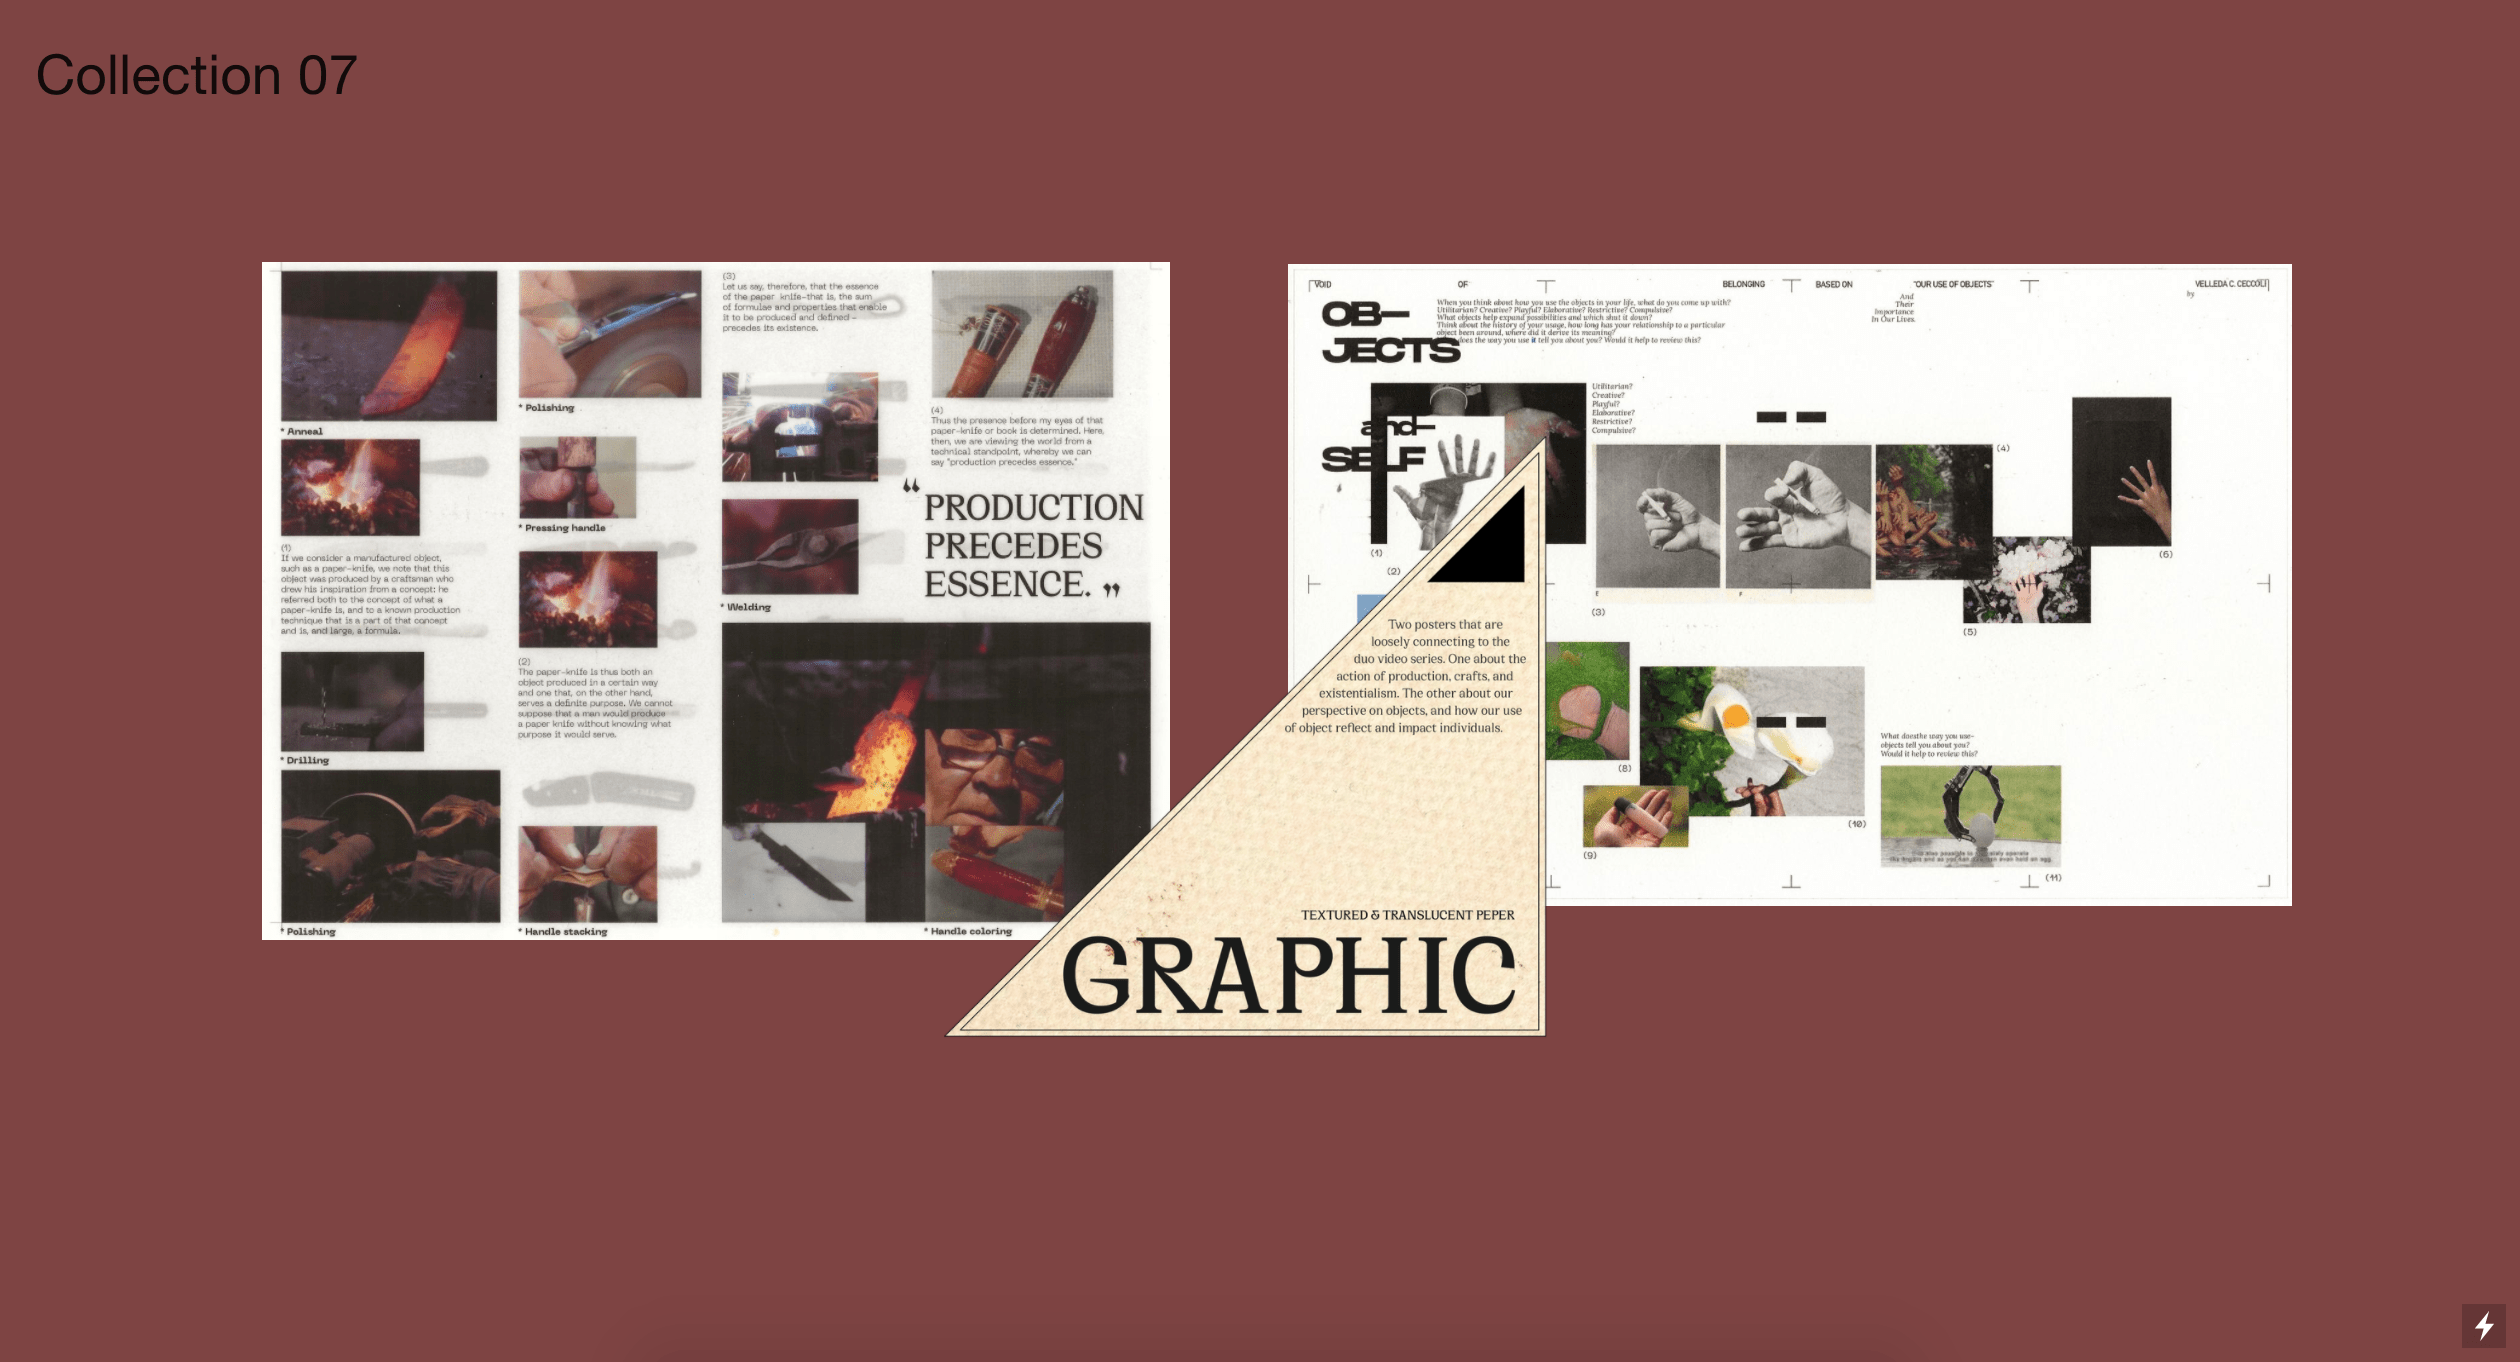 Collection 07
* Anneal
(1)
If we consider a manufactured object,
such as a paper-knife, we note that this
object was produced by a craftsman who
drew his inspiration from a concept: he
referred both to the concept of what a
paper-knife is, and to a known production
technique that is a part of that concept
and is, and large, a formula.
* Drilling
* Polishing
* Polishing
* Pressing handle
(2)
The paper-knife is thus both an
object produced in a certain way
and one that, on the other hand,
serves a definite purpose. We cannot
suppose that a man would produce
a paper knife without knowing what
purpose it would serve.
* Handle stacking
(3)
Let us say, therefore, that the essence
of the paper knife-that is, the sum
of formulae and properties that enable
it to be produced and defined -
precedes its existence.
* Welding
(4)
Thus the presence before my eyes of that
paper-knife or book is determined. Here,
then, we are viewing the world from a
technical standpoint, whereby we can
say "production precedes essence."
“ PRODUCTION
PRECEDES
ESSENCE. ”
* Handle coloring
VOID OF BELONGING BASED ON "OUR USE OF OBJECTS" VELLEDA C. CECCOLI
by
And
Their
Importance
In Our Lives.
OB—
JECTS
and—
SELF
When you think about how you use the objects in your life, what do you come up with?
Utilitarian? Creative? Playful? Elaborative? Restrictive? Compulsive?
What objects help expand possibilities and which shut it down?
Think about the history of your usage, how long has your relationship to a particular
object been around, where did it derive its meaning?
does the way you use it tell you about you? Would it help to review this?
Utilitarian?
Creative?
Playful?
Elaborative?
Restrictive?
Compulsive?
(1)
(2)
(3)
(4)
(5)
(6)
(8)
(9)
(10)
What doesthe way you use-
objects tell you about you?
Would it help to review this?
(11)
Two posters that are
loosely connecting to the
duo video series. One about the
action of production, crafts, and
existentialism. The other about our
perspective on objects, and how our use
of object reflect and impact individuals.
TEXTURED & TRANSLUCENT PEPER
GRAPHIC